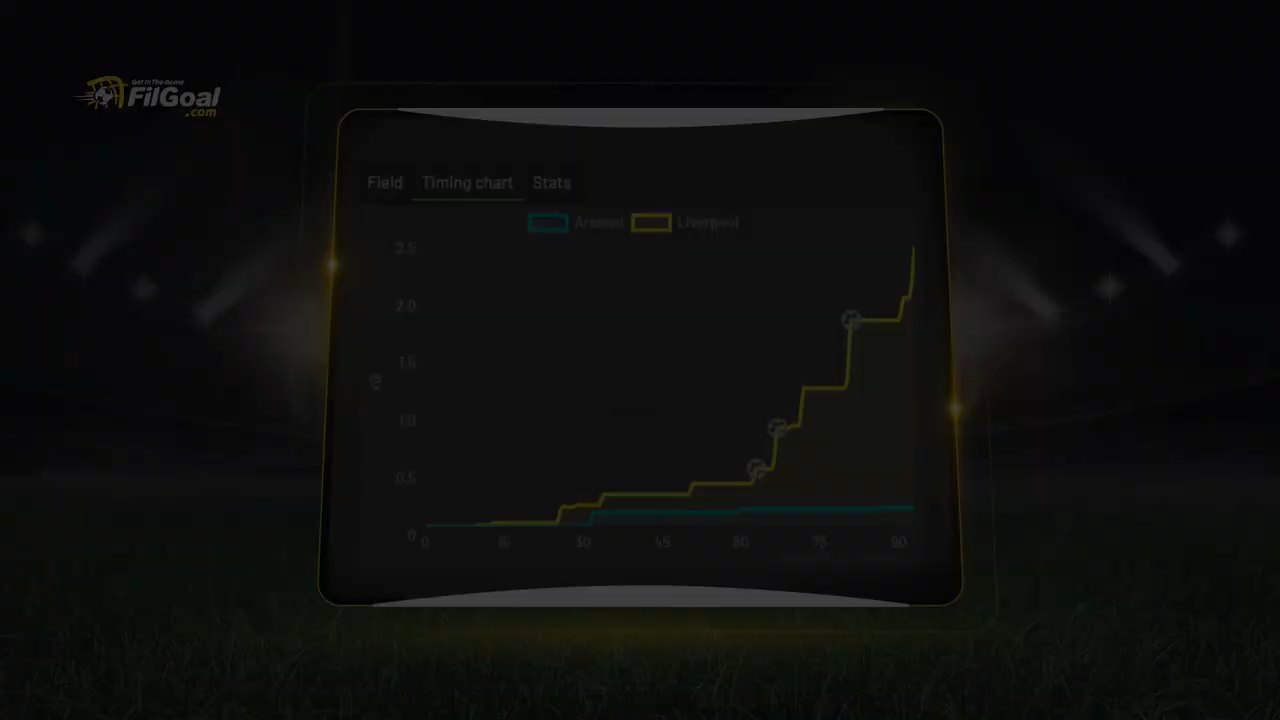 Get In The Game
FilGoal
.com
Field Timing chart Stats
Arsenal Liverpool
2.5
2.0
1.5
xG
1.0
0.5
0
0 15 30 45 60 75 90